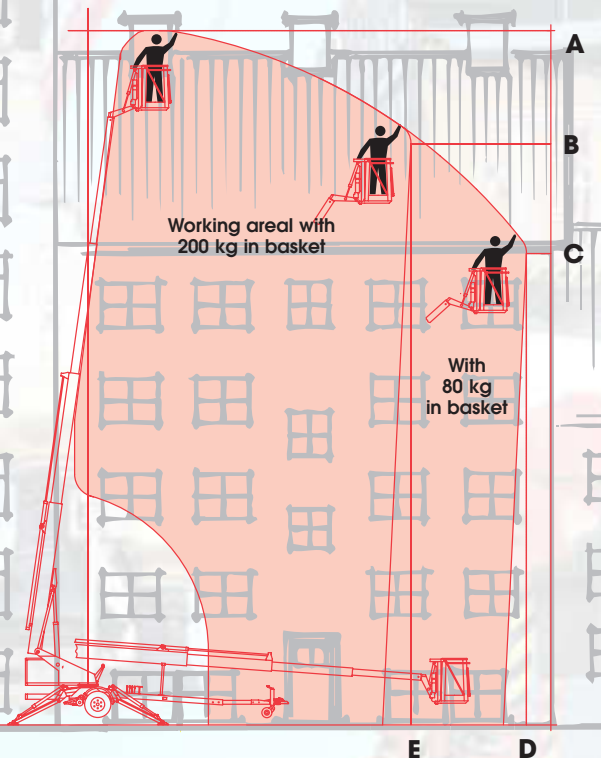 A
B
Working areal with
200 kg in basket
C
With
80 kg
in basket
E D